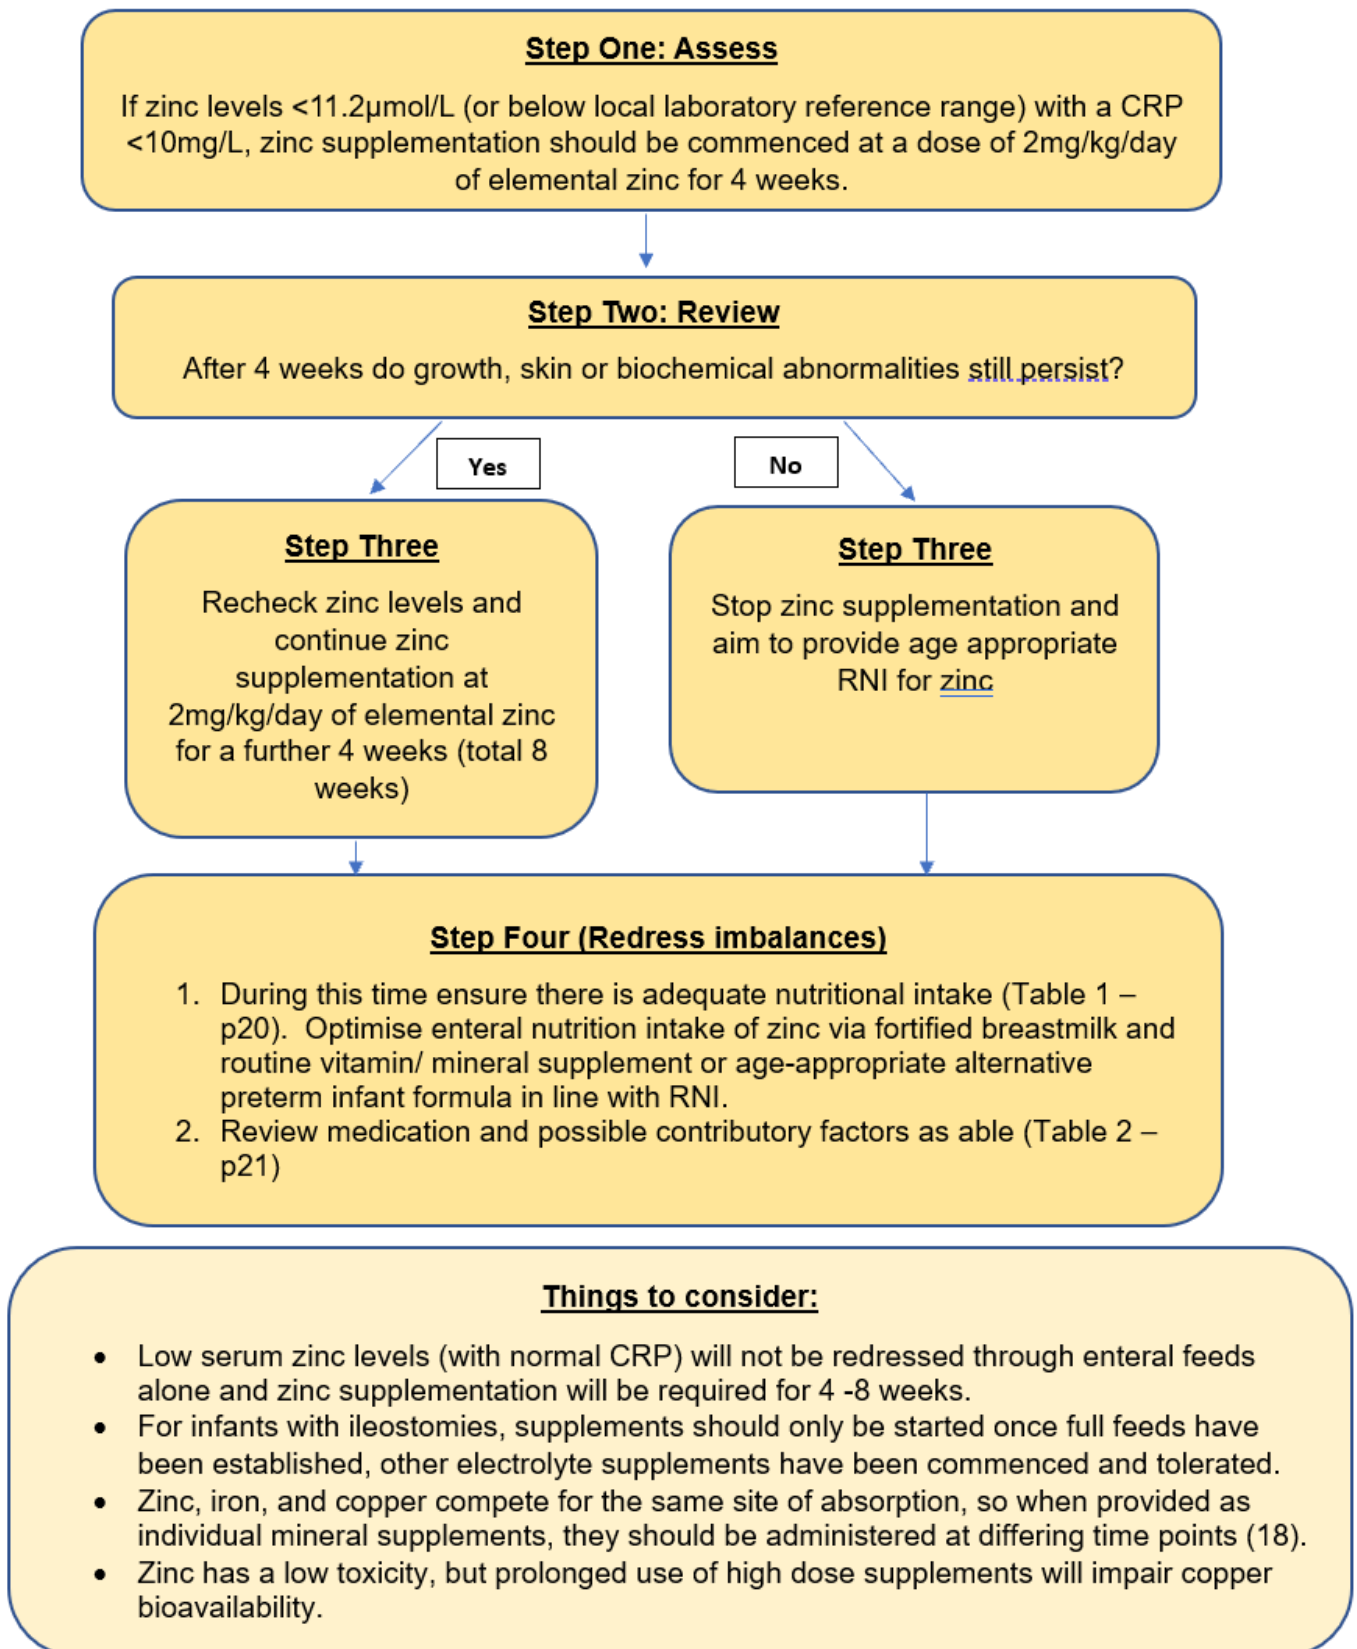 Step One: Assess
If zinc levels <11.2µmol/L (or below local laboratory reference range) with a CRP
<10mg/L, zinc supplementation should be commenced at a dose of 2mg/kg/day
of elemental zinc for 4 weeks.
Step Two: Review
After 4 weeks do growth, skin or biochemical abnormalities still persist?
Yes
No
Step Three
Recheck zinc levels and
continue zinc
supplementation at
2mg/kg/day of elemental zinc
for a further 4 weeks (total 8
weeks)
Step Three
Stop zinc supplementation and
aim to provide age appropriate
RNI for zinc
Step Four (Redress imbalances)
1. During this time ensure there is adequate nutritional intake (Table 1 –
p20). Optimise enteral nutrition intake of zinc via fortified breastmilk and
routine vitamin/ mineral supplement or age-appropriate alternative
preterm infant formula in line with RNI.
2. Review medication and possible contributory factors as able (Table 2 –
p21)
Things to consider:
• Low serum zinc levels (with normal CRP) will not be redressed through enteral feeds
alone and zinc supplementation will be required for 4 -8 weeks.
• For infants with ileostomies, supplements should only be started once full feeds have
been established, other electrolyte supplements have been commenced and tolerated.
• Zinc, iron, and copper compete for the same site of absorption, so when provided as
individual mineral supplements, they should be administered at differing time points (18).
• Zinc has a low toxicity, but prolonged use of high dose supplements will impair copper
bioavailability.